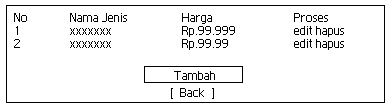 No Nama Jenis Harga Proses
1 xxxxxxx Rp.99.999 edit hapus
2 xxxxxxx Rp.99.99 edit hapus
Tambah
[ Back ]